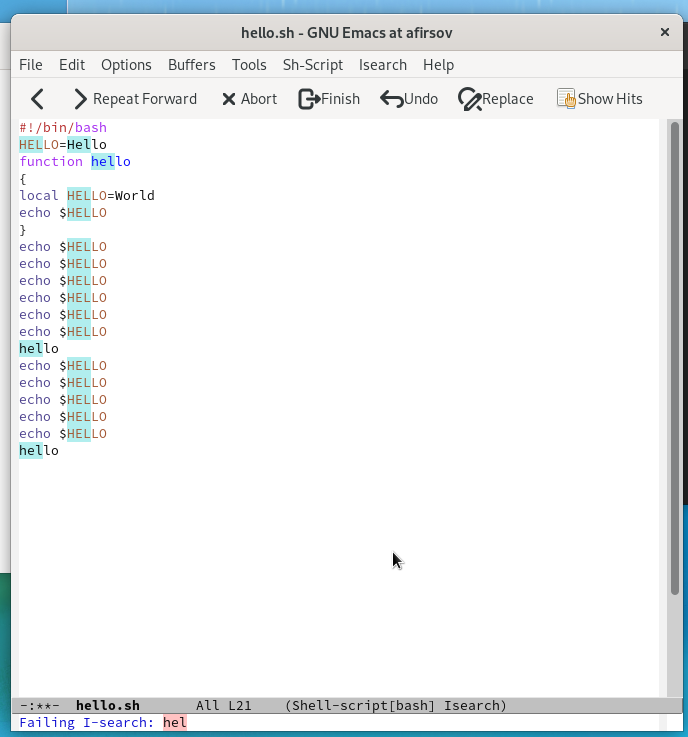 hello.sh - GNU Emacs at afirsov
File Edit Options Buffers Tools Sh-Script Isearch Help
Repeat Forward Abort Finish Undo Replace Show Hits
#!/bin/bash
HELLO=Hello
function hello
{
local HELLO=World
echo $HELLO
}
echo $HELLO
echo $HELLO
echo $HELLO
echo $HELLO
echo $HELLO
echo $HELLO
hello
echo $HELLO
echo $HELLO
echo $HELLO
echo $HELLO
echo $HELLO
hello
-:**- hello.sh All L21 (Shell-script[bash] Isearch)
Failing I-search: hel